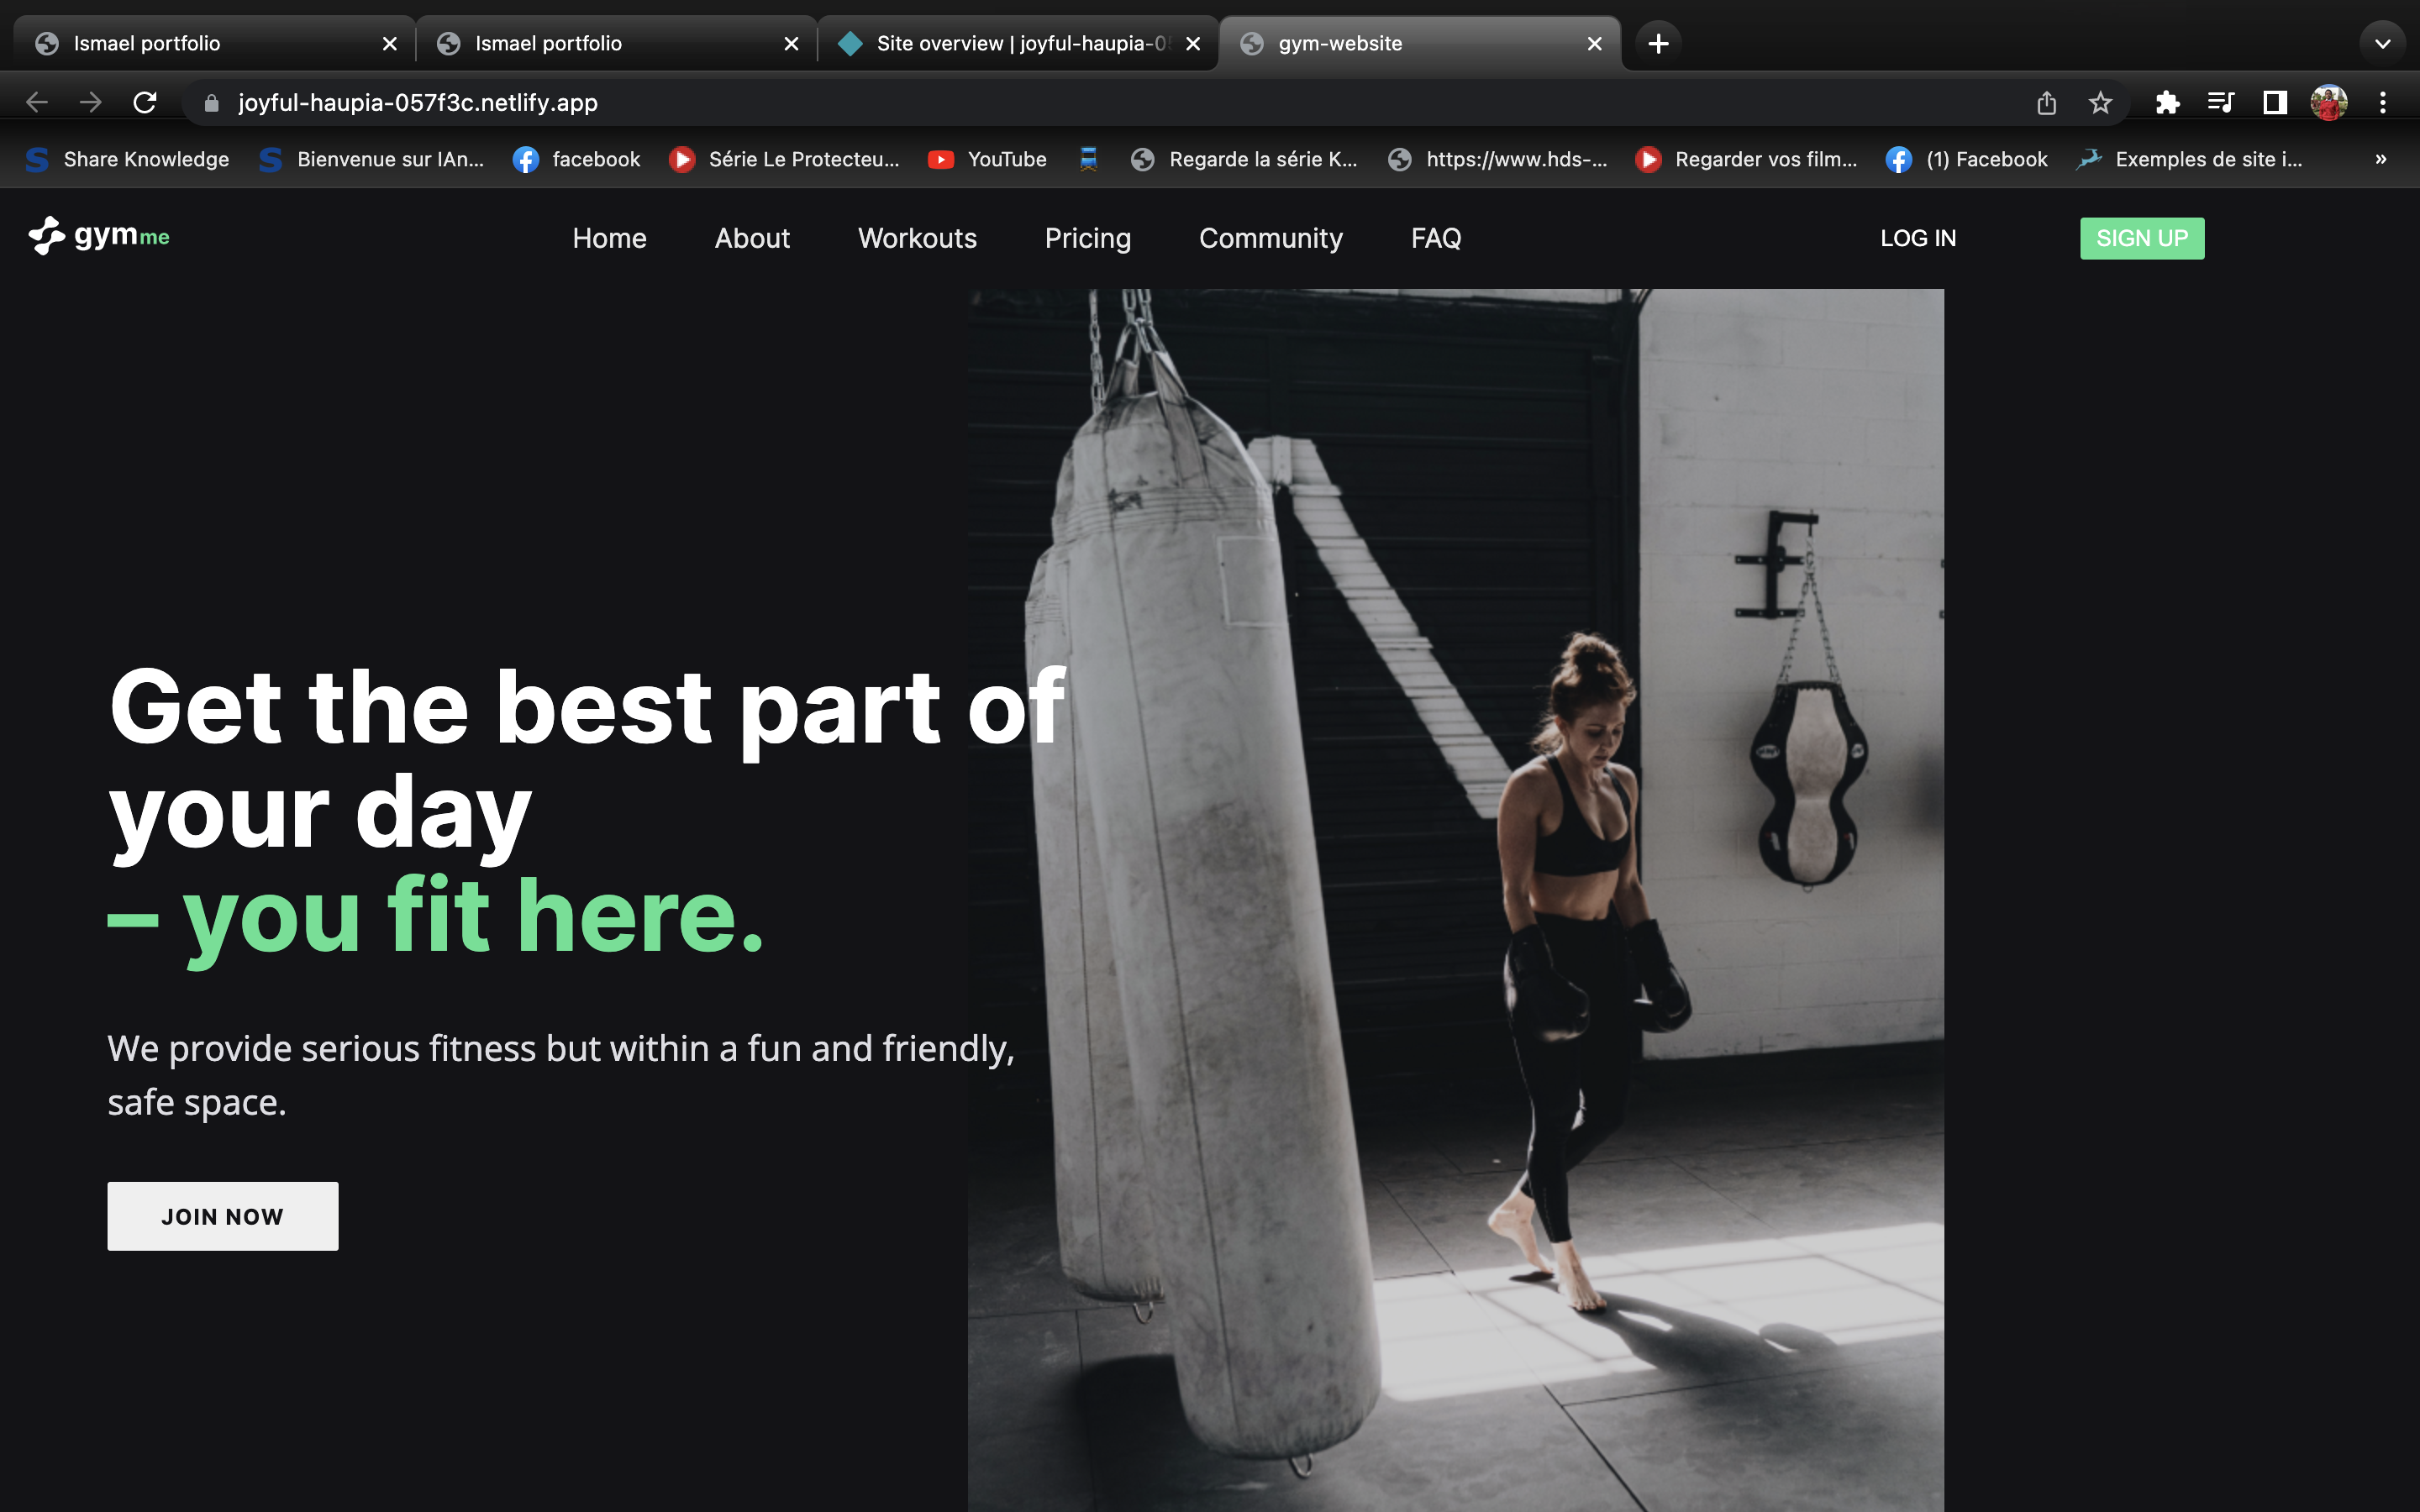 Ismael portfolio
Ismael portfolio
Site overview | joyful-haupia-0
gym-website
joyful-haupia-057f3c.netlify.app
Share Knowledge
Bienvenue sur IAn...
facebook
Série Le Protecteu...
YouTube
Regarde la série K...
https://www.hds-...
Regarder vos film...
(1) Facebook
Exemples de site i...
»
gymme
Home
About
Workouts
Pricing
Community
FAQ
LOG IN
SIGN UP
Get the best part of
your day
– you fit here.
We provide serious fitness but within a fun and friendly,
safe space.
JOIN NOW